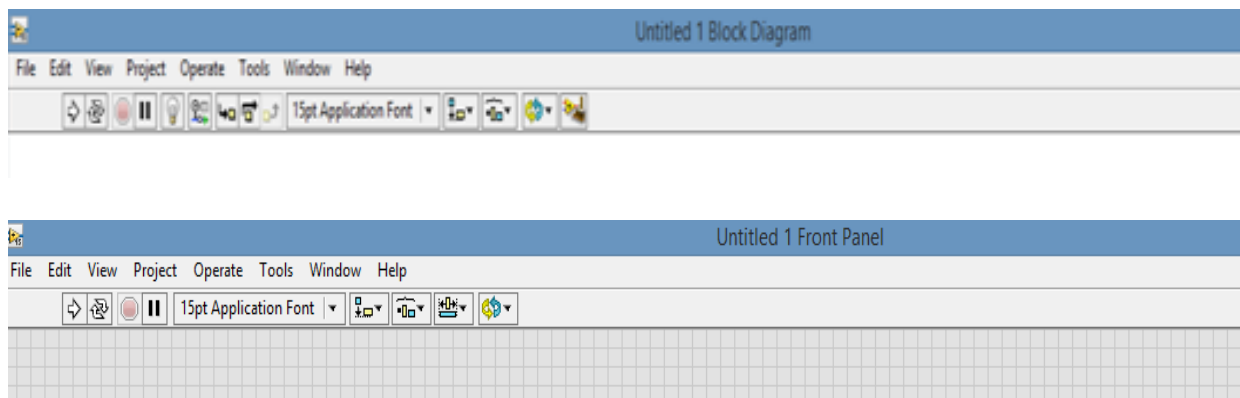 Untitled 1 Block Diagram
File Edit View Project Operate Tools Window Help
15pt Application Font
Untitled 1 Front Panel
File Edit View Project Operate Tools Window Help
15pt Application Font